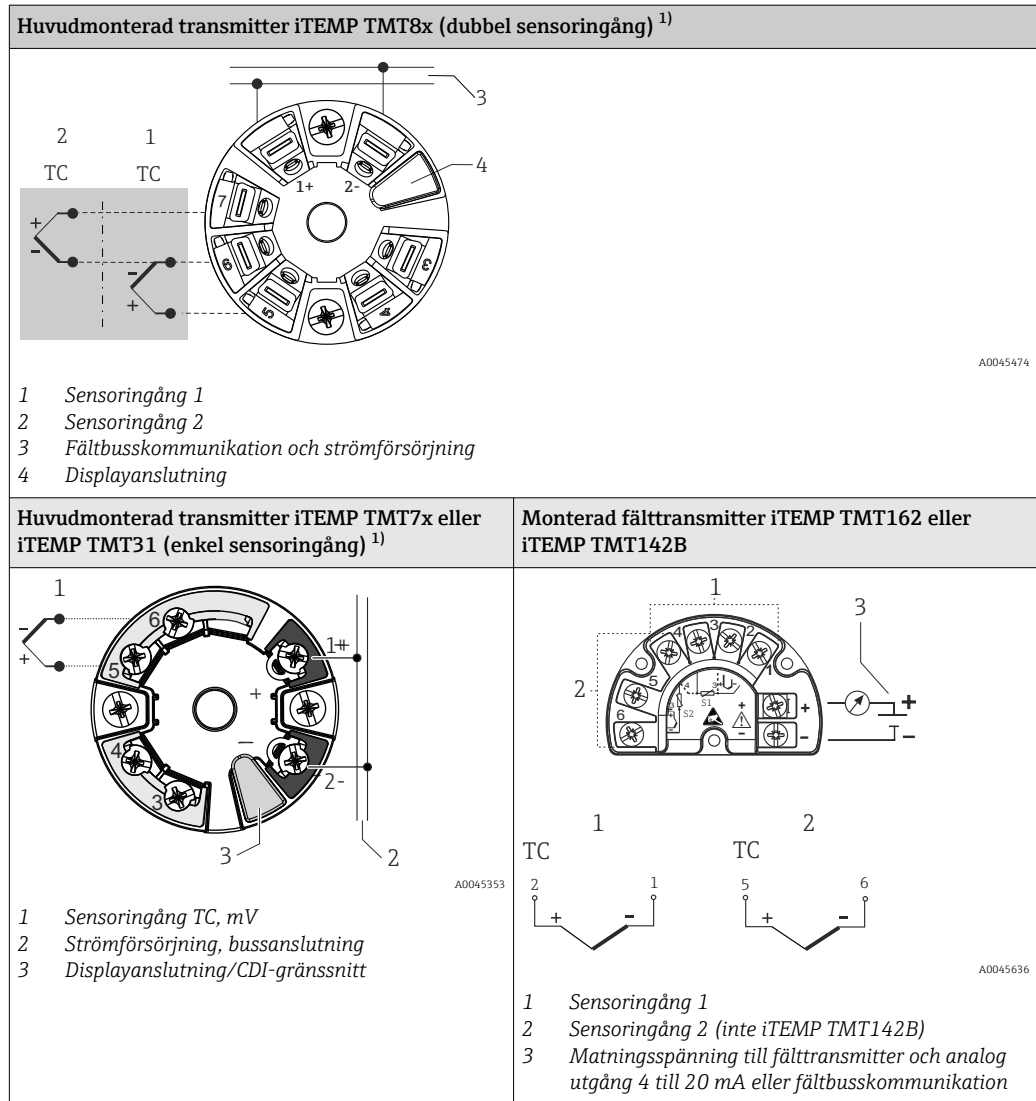 Huvudmonterad transmitter iTEMP TMT8x (dubbel sensoringång) 1)
3
2 1
TC TC
4
1+ 2-
7
+
-
-
+
6
3
5
4
A0045474
1 Sensoringång 1
2 Sensoringång 2
3 Fältbusskommunikation och strömförsörjning
4 Displayanslutning
Huvudmonterad transmitter iTEMP TMT7x eller
iTEMP TMT31 (enkel sensoringång) 1)
1
-
+
6
5
1+
+
4
3
-
2-
3
2
A0045353
1 Sensoringång TC, mV
2 Strömförsörjning, bussanslutning
3 Displayanslutning/CDI-gränssnitt
Monterad fälttransmitter iTEMP TMT162 eller
iTEMP TMT142B
1
3
4 3 2
1
2
5
6
S1
S2
+
-
+
-
+
-
1 2
TC TC
2 1 5 6
+ - + -
A0045636
1 Sensoringång 1
2 Sensoringång 2 (inte iTEMP TMT142B)
3 Matningsspänning till fälttransmitter och analog
utgång 4 till 20 mA eller fältbusskommunikation